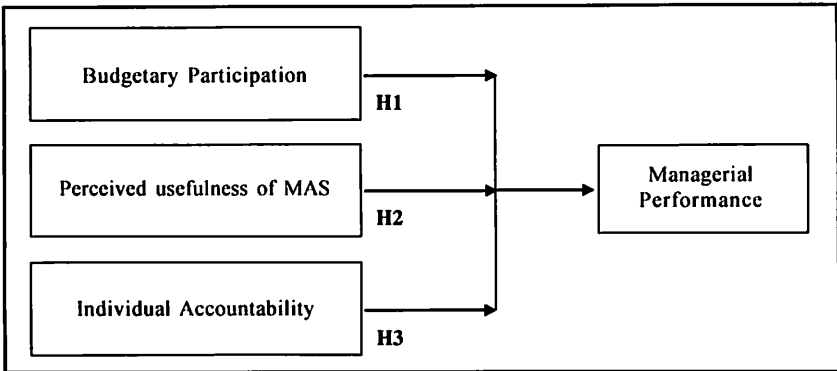 Budgetary Participation
H1
Perceived usefulness of MAS
H2
Individual Accountability
H3
Managerial
Performance